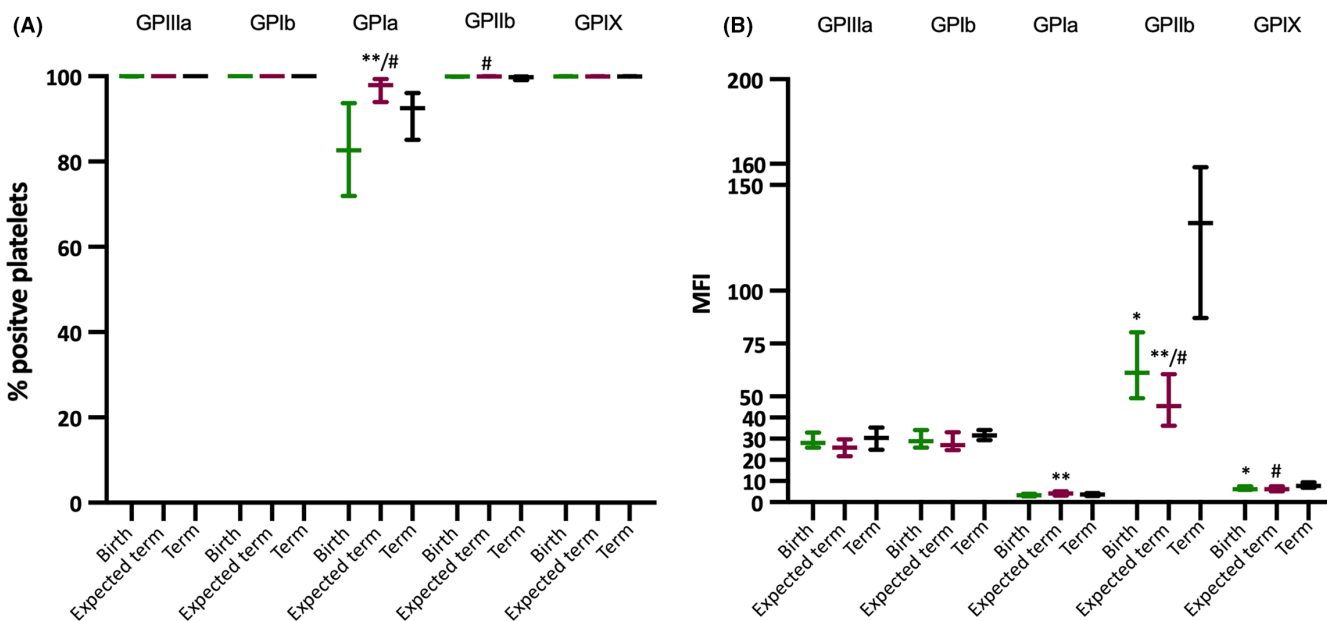 (A)
GPIIIa GPIb GPIa GPIIb GPIX
**/# #
% positve platelets
100
80
60
40
20
0
Birth Expected term Term Birth Expected term Term Birth Expected term Term Birth Expected term Term Birth Expected term Term
(B)
GPIIIa GPIb GPIa GPIIb GPIX
MFI
200
160
150
100
75
50
40
30
20
10
0
*
**/#
** * #
Birth Expected term Term Birth Expected term Term Birth Expected term Term Birth Expected term Term Birth Expected term Term